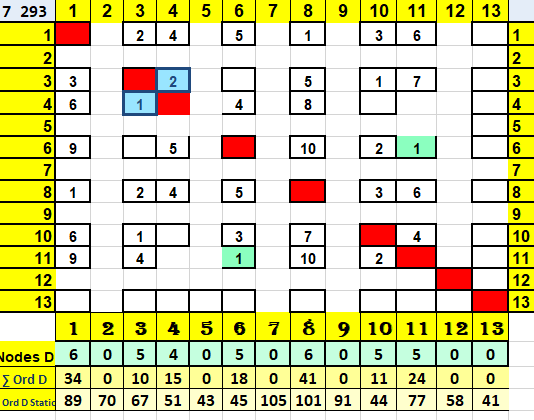 7 293 1 2 3 4 5 6 7 8 9 10 11 12 13
1 2 4 5 1 3 6 1
2 2
3 3 2 5 1 7 3
4 6 1 4 8 4
5 5
6 9 5 10 2 1 6
7 7
8 1 2 4 5 3 6 8
9 9
10 6 1 3 7 4 10
11 9 4 1 10 2 11
12 12
13 13
1 2 3 4 5 6 7 8 9 10 11 12 13
Nodes D 6 0 5 4 0 5 0 6 0 5 5 0 0
∑ Ord D 34 0 10 15 0 18 0 41 0 11 24 0 0
Ord D Static 89 70 67 51 43 45 105 101 91 44 77 58 41